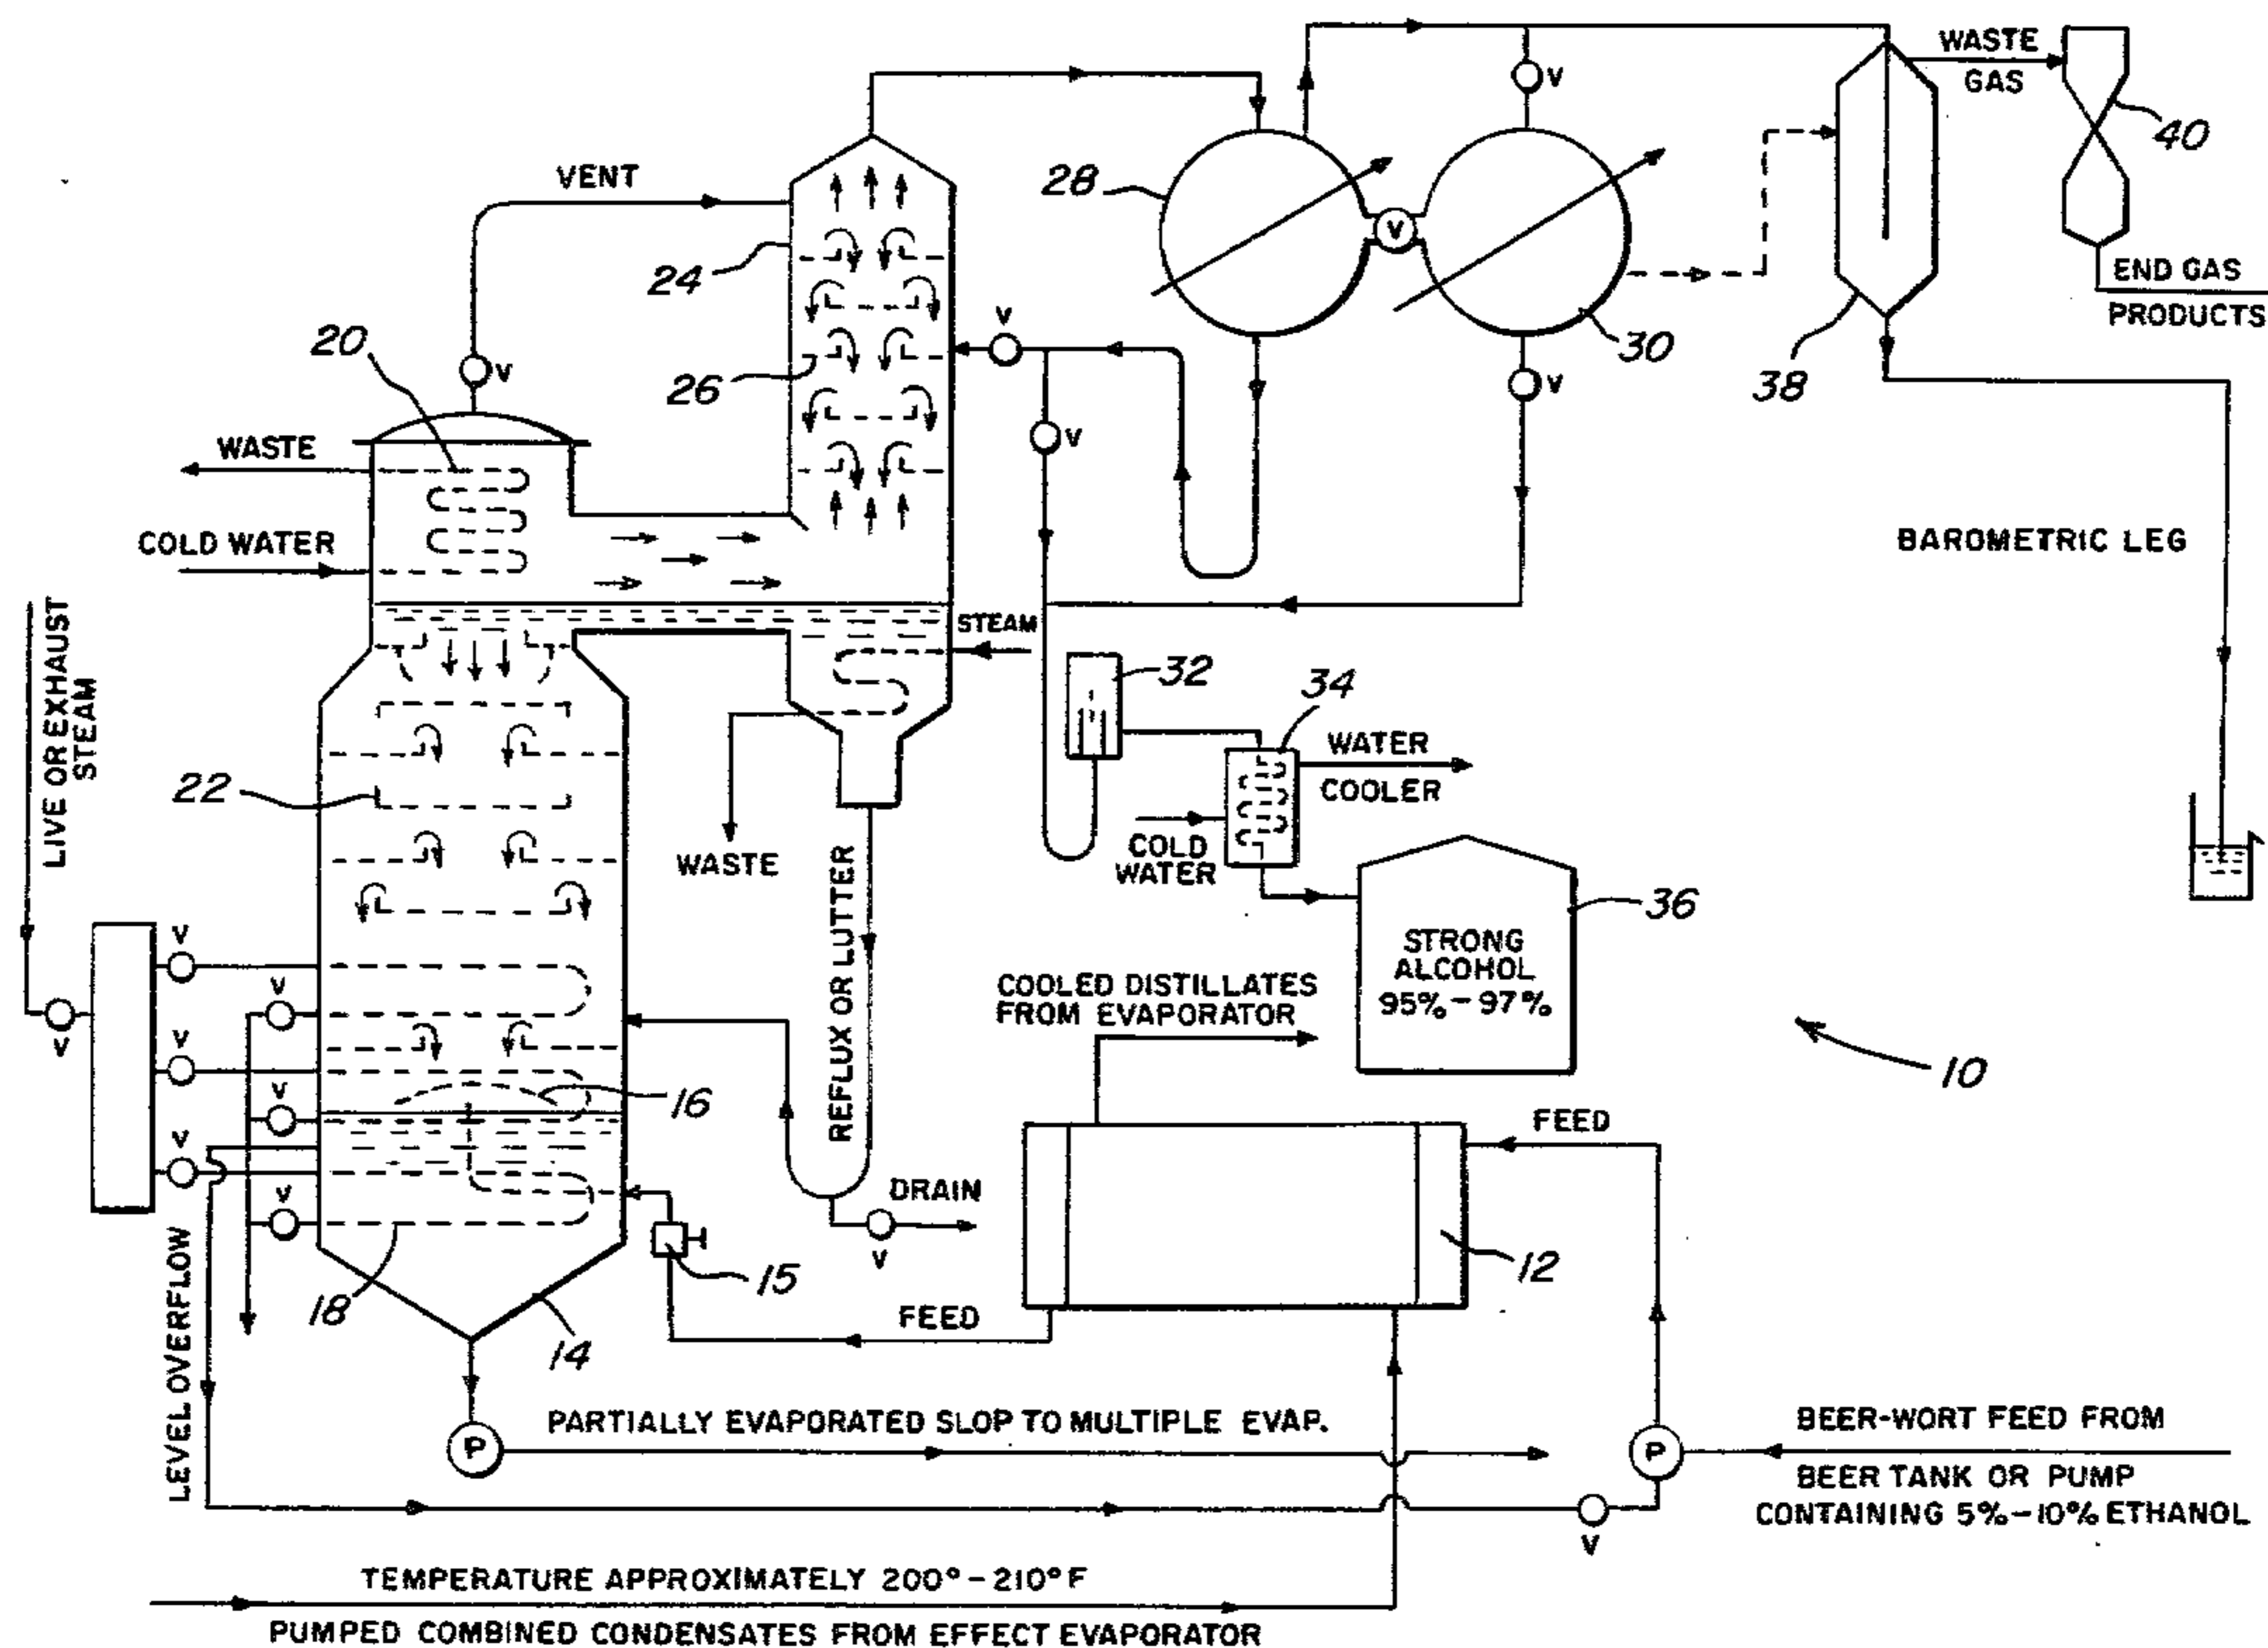 WASTE
GAS
40
END GAS
PRODUCTS
38
V
V
V
30
28
VENT
24
26
V
20
V
V
WASTE
COLD WATER
STEAM
LIVE OR EXHAUST
STEAM
22
WASTE
REFLUX OR LUTTER
32
34
WATER
COOLER
COLD
WATER
36
STRONG
ALCOHOL
95%-97%
BAROMETRIC LEG
10
COOLED DISTILLATES
FROM EVAPORATOR
V
V
V
V
V
V
V
16
18
14
15
DRAIN
V
FEED
12
FEED
LEVEL OVERFLOW
P
PARTIALLY EVAPORATED SLOP TO MULTIPLE EVAP.
P
BEER-WORT FEED FROM
BEER TANK OR PUMP
CONTAINING 5%-10% ETHANOL
V
TEMPERATURE APPROXIMATELY 200°-210°F
PUMPED COMBINED CONDENSATES FROM EFFECT EVAPORATOR